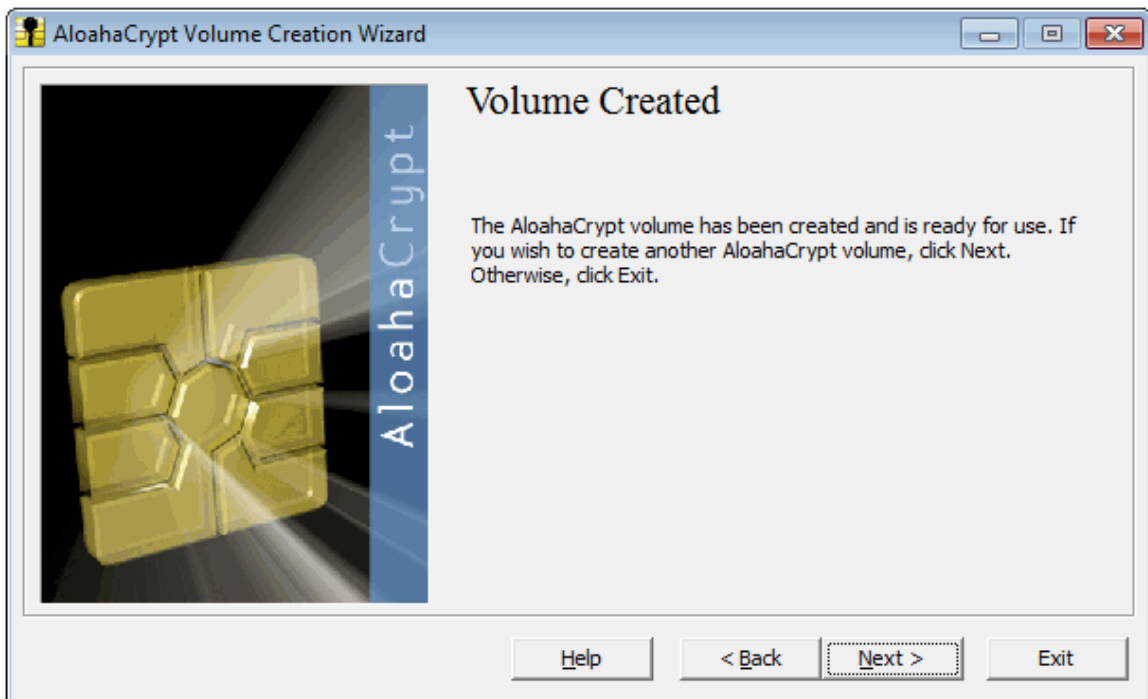 AloahaCrypt Volume Creation Wizard
AloahaCrypt
Volume Created
The AloahaCrypt volume has been created and is ready for use. If
you wish to create another AloahaCrypt volume, click Next.
Otherwise, click Exit.
Help
< Back
Next >
Exit